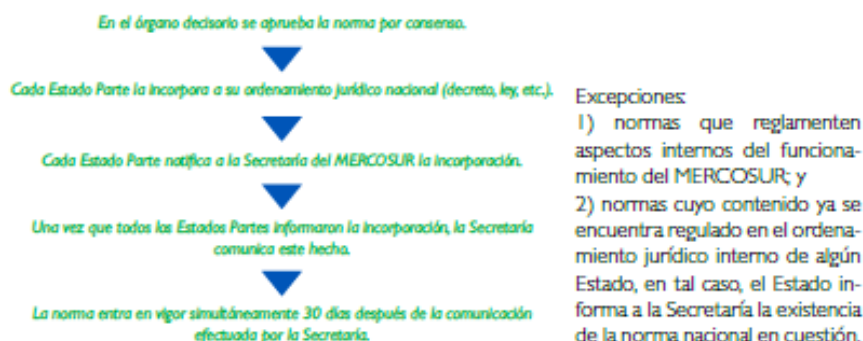 En el órgano decisorio se aprueba la norma por consenso.
Cada Estado Parte la incorpora a su ordenamiento jurídico nacional (decreto, ley, etc.).
Cada Estado Parte notifica a la Secretaría del MERCOSUR la incorporación.
Una vez que todos los Estados Partes informaron la incorporación, la Secretaría
comunica este hecho.
La norma entra en vigor simultáneamente 30 días después de la comunicación
efectuada por la Secretaría.
Excepciones:
1) normas que reglamenten
aspectos internos del funciona-
miento del MERCOSUR; y
2) normas cuyo contenido ya se
encuentra regulado en el ordena-
miento jurídico interno de algún
Estado, en tal caso, el Estado in-
forma a la Secretaría la existencia
de la norma nacional en cuestión.